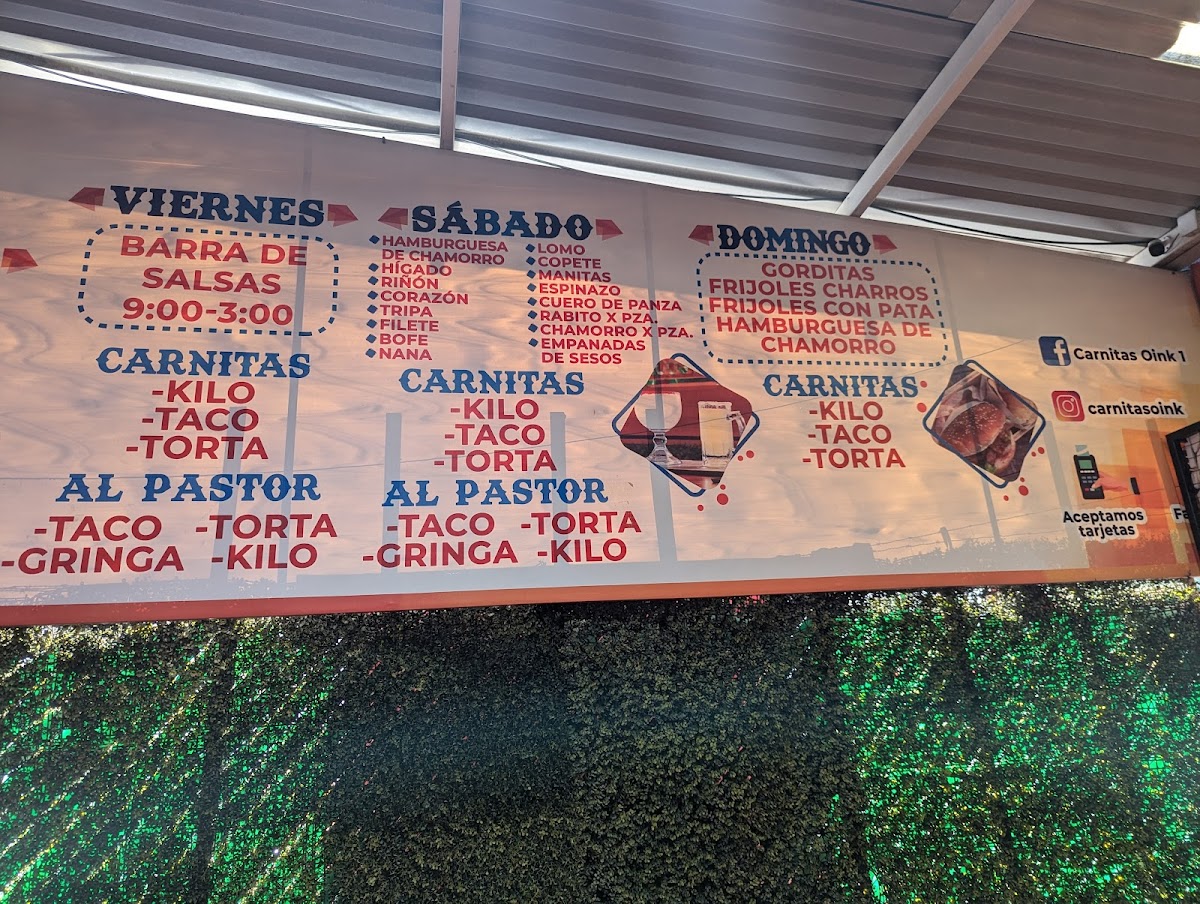 VIERNES
BARRA DE
SALSAS
9:00-3:00
CARNITAS
-KILO
-TACO
-TORTA
AL PASTOR
-TACO -TORTA
-GRINGA -KILO
SÁBADO
HAMBURGUESA
DE CHAMORRO
HÍGADO
RIÑÓN
CORAZÓN
TRIPA
FILETE
BOFE
NANA
LOMO
COPETE
MANITAS
ESPINAZO
CUERO DE PANZA
RABITO X PZA.
CHAMORRO X PZA.
EMPANADAS
DE SESOS
CARNITAS
-KILO
-TACO
-TORTA
AL PASTOR
-TACO -TORTA
-GRINGA -KILO
DOMINGO
GORDITAS
FRIJOLES CHARROS
FRIJOLES CON PATA
HAMBURGUESA DE
CHAMORRO
CARNITAS
-KILO
-TACO
-TORTA
Carnitas Oink 1
carnitasoink
Aceptamos
tarjetas